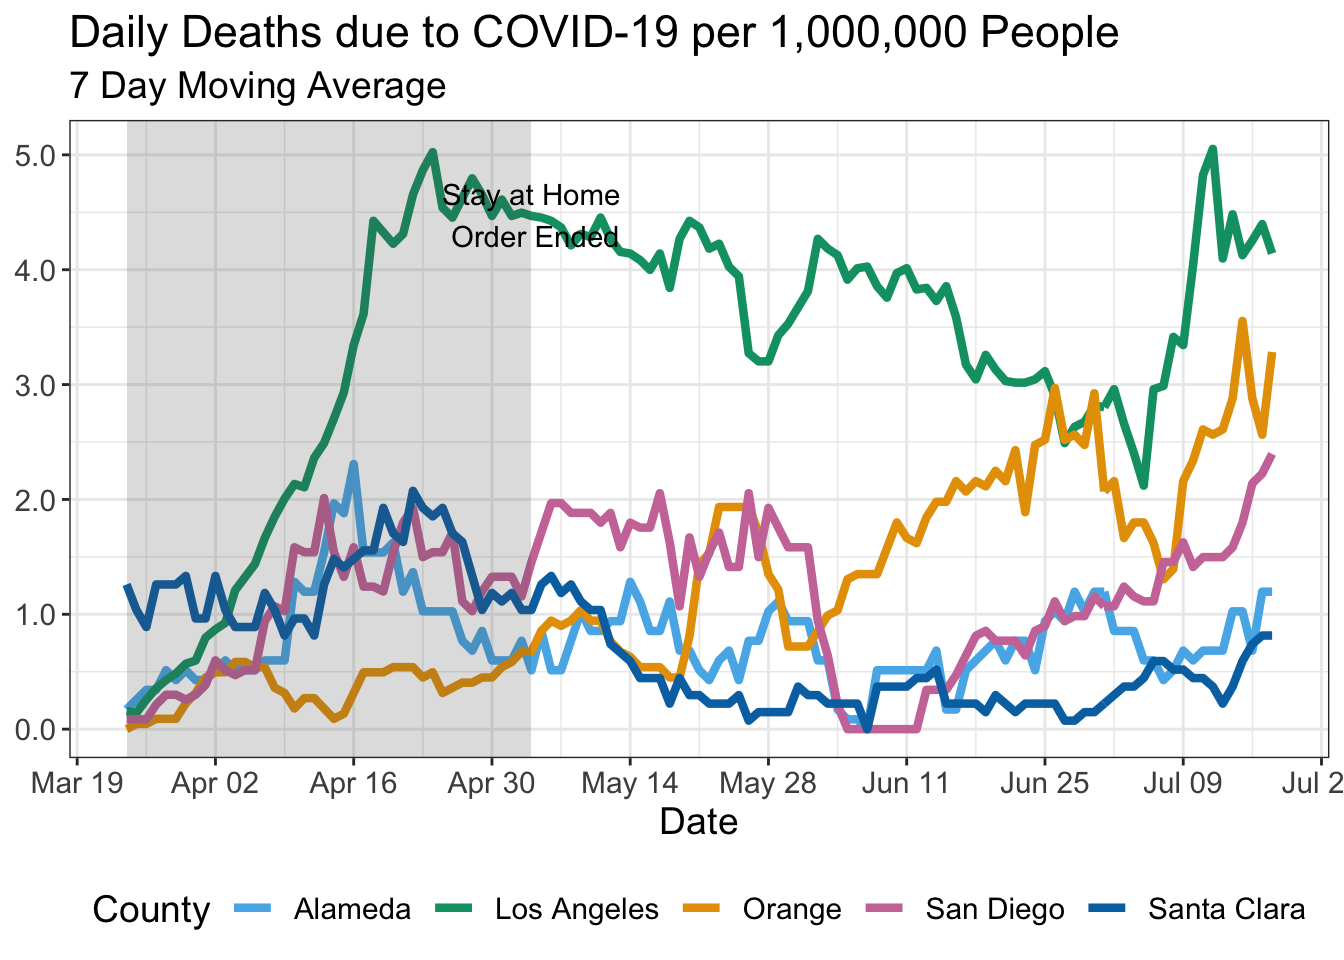 Daily Deaths due to COVID-19 per 1,000,000 People
7 Day Moving Average
5.0
4.0
3.0
2.0
1.0
0.0
Stay at Home
Order Ended
Mar 19 Apr 02 Apr 16 Apr 30 May 14 May 28 Jun 11 Jun 25 Jul 09 Jul 2
Date
County Alameda Los Angeles Orange San Diego Santa Clara